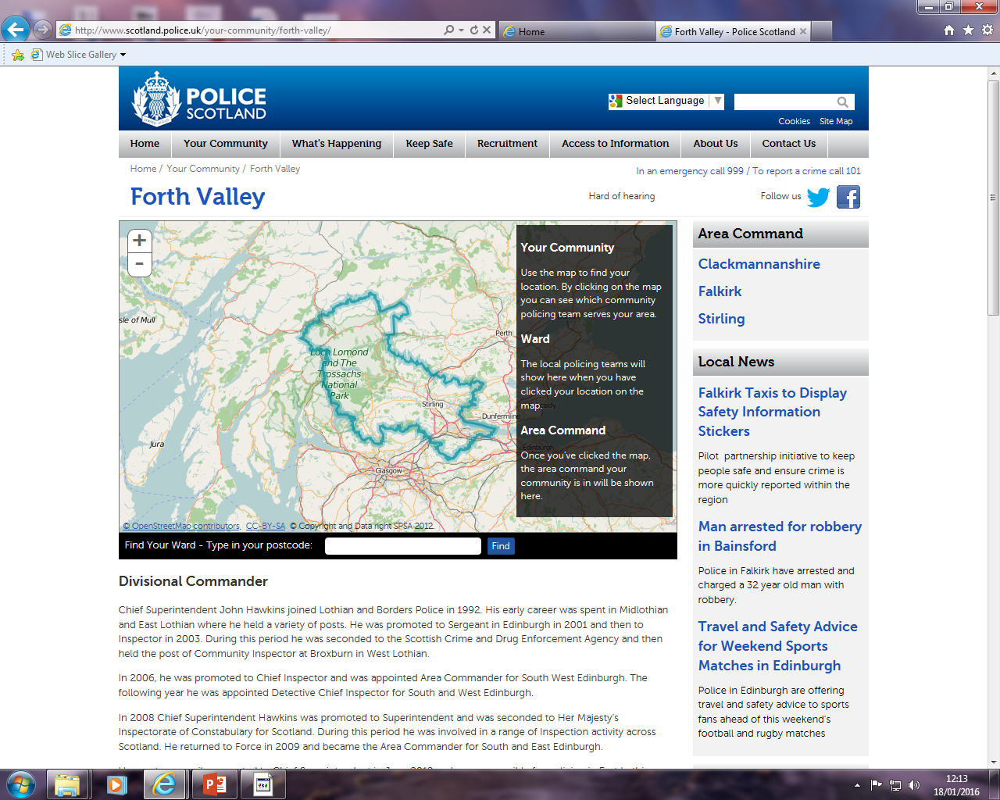 http://www.scotland.police.uk/your-community/forth-valley/
Home
Forth Valley - Police Scotland
Web Slice Gallery
POLICE
SCOTLAND
Select Language
Cookies Site Map
Home Your Community What's Happening Keep Safe Recruitment Access to Information About Us Contact Us
Home / Your Community / Forth Valley
In an emergency call 999 / To report a crime call 101
Forth Valley
Hard of hearing
Follow us
+
-
sle of Mull
Loch Lomond
and The
Trossachs
National
Park
Perth
Stirling
Dunfermline
Jura
Glasgow
Edinburgh
© OpenStreetMap contributors, CC-BY-SA © Copyright and Data right SPSA 2012.
Your Community
Use the map to find your
location. By clicking on the map
you can see which community
policing team serves your area.
Ward
The local policing teams will
show here when you have
clicked your location on the
map.
Area Command
Once you've clicked the map,
the area command your
community is in will be shown
here.
Find Your Ward - Type in your postcode:
Find
Divisional Commander
Chief Superintendent John Hawkins joined Lothian and Borders Police in 1992. His early career was spent in Midlothian
and East Lothian where he held a variety of posts. He was promoted to Sergeant in Edinburgh in 2001 and then to
Inspector in 2003. During this period he was seconded to the Scottish Crime and Drug Enforcement Agency and then
held the post of Community Inspector at Broxburn in West Lothian.
In 2006, he was promoted to Chief Inspector and was appointed Area Commander for South West Edinburgh. The
following year he was appointed Detective Chief Inspector for South and West Edinburgh.
In 2008 Chief Superintendent Hawkins was promoted to Superintendent and was seconded to Her Majesty's
Inspectorate of Constabulary for Scotland. During this period he was involved in a range of Inspection activity across
Scotland. He returned to Force in 2009 and became the Area Commander for South and East Edinburgh.
Area Command
Clackmannanshire
Falkirk
Stirling
Local News
Falkirk Taxis to Display
Safety Information
Stickers
Pilot partnership initiative to keep
people safe and ensure crime is
more quickly reported within the
region
Man arrested for robbery
in Bainsford
Police in Falkirk have arrested and
charged a 32 year old man with
robbery.
Travel and Safety Advice
for Weekend Sports
Matches in Edinburgh
Police in Edinburgh are offering
travel and safety advice to sports
fans ahead of this weekend's
football and rugby matches
12:13
18/01/2016